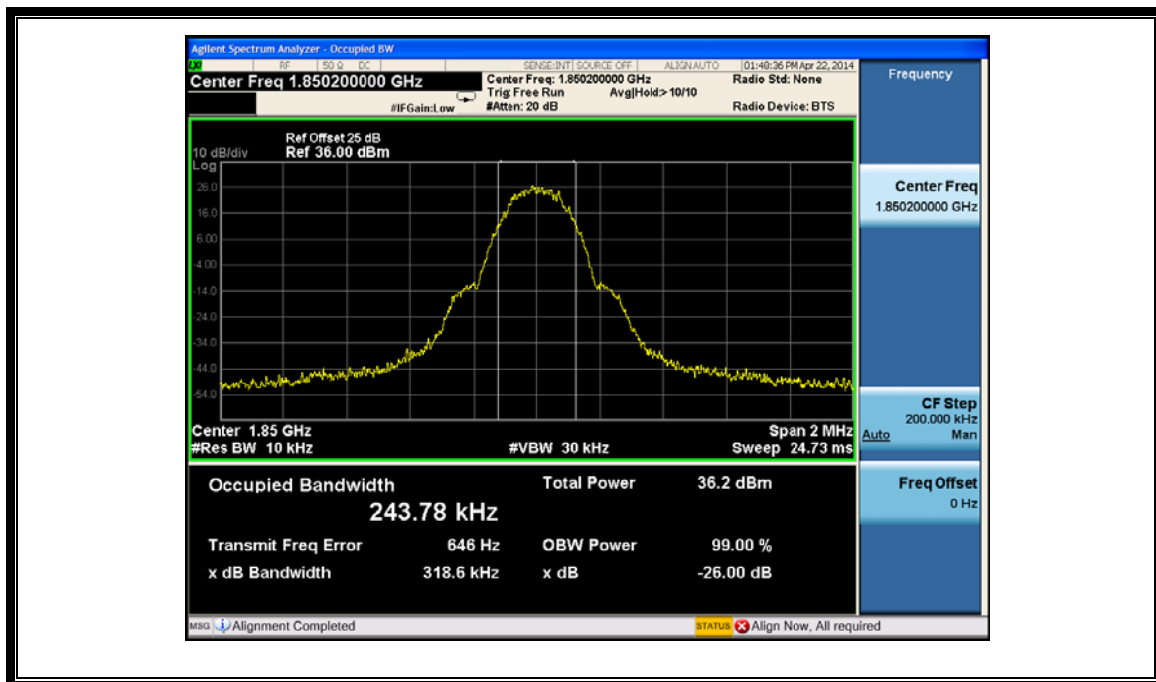 Agilent Spectrum Analyzer - Occupied BW
LXI RF 50 Ω DC SENSE:INT SOURCE OFF ALIGN AUTO 01:48:36 PM Apr 22, 2014
Center Freq 1.850200000 GHz
Center Freq: 1.850200000 GHz
Radio Std: None
Trig: Free Run Avg|Hold:> 10/10
#IFGain:Low
#Atten: 20 dB
Radio Device: BTS
Ref Offset 25 dB
10 dB/div Ref 36.00 dBm
Log
26.0
16.0
6.00
-4.00
-14.0
-24.0
-34.0
-44.0
-54.0
Center 1.85 GHz Span 2 MHz
#Res BW 10 kHz #VBW 30 kHz Sweep 24.73 ms
Occupied Bandwidth Total Power 36.2 dBm
243.78 kHz
Transmit Freq Error 646 Hz OBW Power 99.00 %
x dB Bandwidth 318.6 kHz x dB -26.00 dB
MSG Alignment Completed STATUS Align Now, All required
Frequency
Center Freq
1.850200000 GHz
CF Step
200.000 kHz
Auto Man
Freq Offset
0 Hz